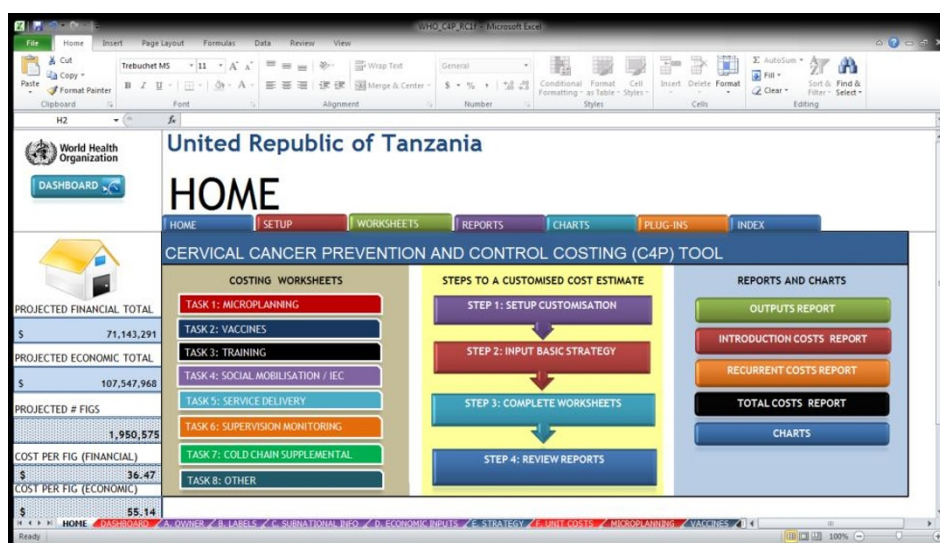 WHO_C4P_RC1f - Microsoft Excel
File Home Insert Page Layout Formulas Data Review View
Cut
Copy
Format Painter
Paste
Clipboard
Trebuchet MS 11
B I U
Font
Wrap Text
Merge & Center
Alignment
General
$ % ,
Number
Conditional Formatting
Format as Table
Cell Styles
Styles
Insert Delete Format
Cells
AutoSum
Fill
Clear
Sort & Filter
Find & Select
Editing
H2 fx
World Health Organization
DASHBOARD
United Republic of Tanzania
HOME
HOME SETUP WORKSHEETS REPORTS CHARTS PLUG-INS INDEX
CERVICAL CANCER PREVENTION AND CONTROL COSTING (C4P) TOOL
PROJECTED FINANCIAL TOTAL
$ 71,143,291
PROJECTED ECONOMIC TOTAL
$ 107,547,968
PROJECTED # FIGS
1,950,575
COST PER FIG (FINANCIAL)
$ 36.47
COST PER FIG (ECONOMIC)
$ 55.14
COSTING WORKSHEETS
TASK 1: MICROPLANNING
TASK 2: VACCINES
TASK 3: TRAINING
TASK 4: SOCIAL MOBILISATION / IEC
TASK 5: SERVICE DELIVERY
TASK 6: SUPERVISION MONITORING
TASK 7: COLD CHAIN SUPPLEMENTAL
TASK 8: OTHER
STEPS TO A CUSTOMISED COST ESTIMATE
STEP 1: SETUP CUSTOMISATION
STEP 2: INPUT BASIC STRATEGY
STEP 3: COMPLETE WORKSHEETS
STEP 4: REVIEW REPORTS
REPORTS AND CHARTS
OUTPUTS REPORT
INTRODUCTION COSTS REPORT
RECURRENT COSTS REPORT
TOTAL COSTS REPORT
CHARTS
HOME DASHBOARD A. OWNER B. LABELS C. SUBNATIONAL INFO D. ECONOMIC INPUTS E. STRATEGY F. UNIT COSTS MICROPLANNING VACCINES
Ready 100%